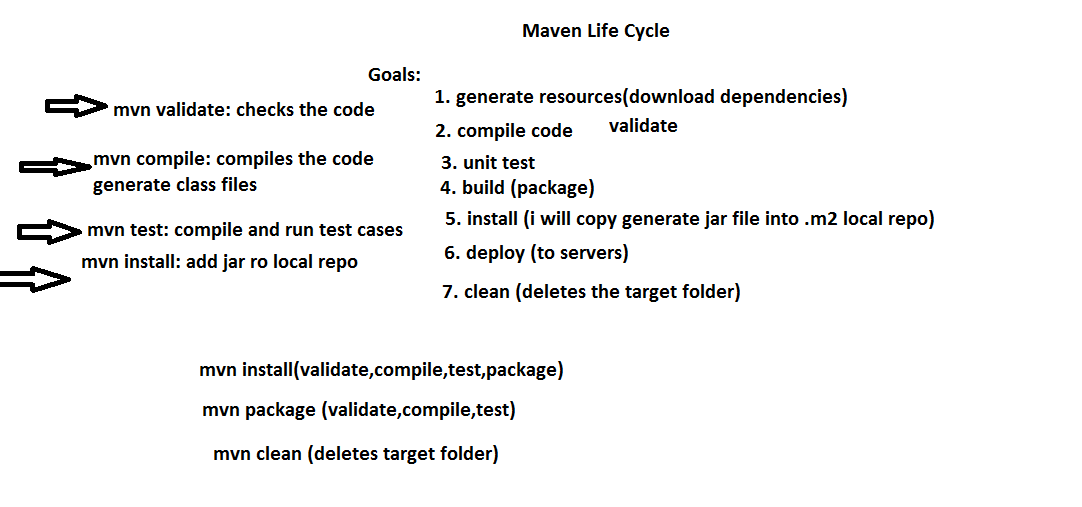 Maven Life Cycle
Goals:
mvn validate: checks the code
mvn compile: compiles the code
generate class files
mvn test: compile and run test cases
mvn install: add jar ro local repo
1. generate resources(download dependencies)
2. compile code validate
3. unit test
4. build (package)
5. install (i will copy generate jar file into .m2 local repo)
6. deploy (to servers)
7. clean (deletes the target folder)
mvn install(validate,compile,test,package)
mvn package (validate,compile,test)
mvn clean (deletes target folder)